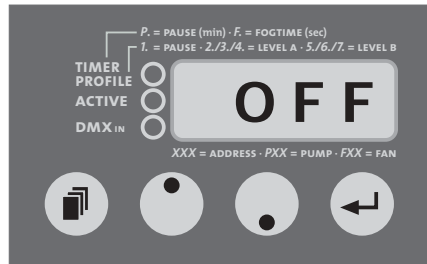 P. = PAUSE (min) · F. = FOGTIME (sec)
1. = PAUSE · 2./3./4. = LEVEL A · 5./6./7. = LEVEL B
TIMER
PROFILE
ACTIVE
DMX IN
OFF
XXX = ADDRESS · PXX = PUMP · FXX = FAN